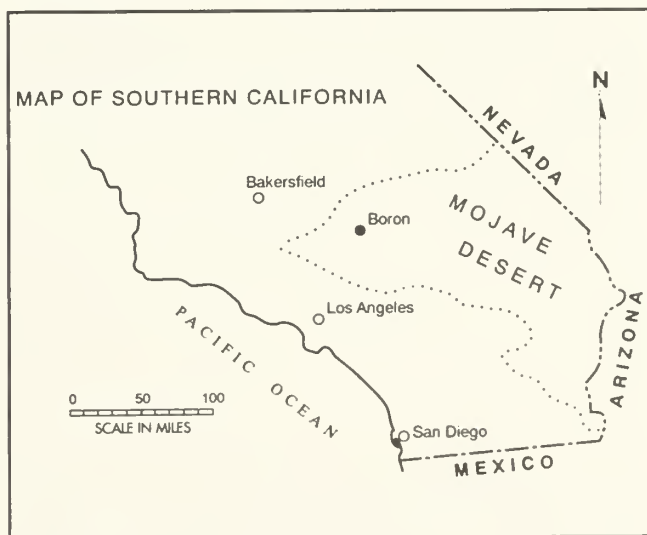 MAP OF SOUTHERN CALIFORNIA
N
NEVADA
Bakersfield
Boron
MOJAVE
DESERT
Los Angeles
PACIFIC OCEAN
ARIZONA
0 50 100
SCALE IN MILES
San Diego
MEXICO